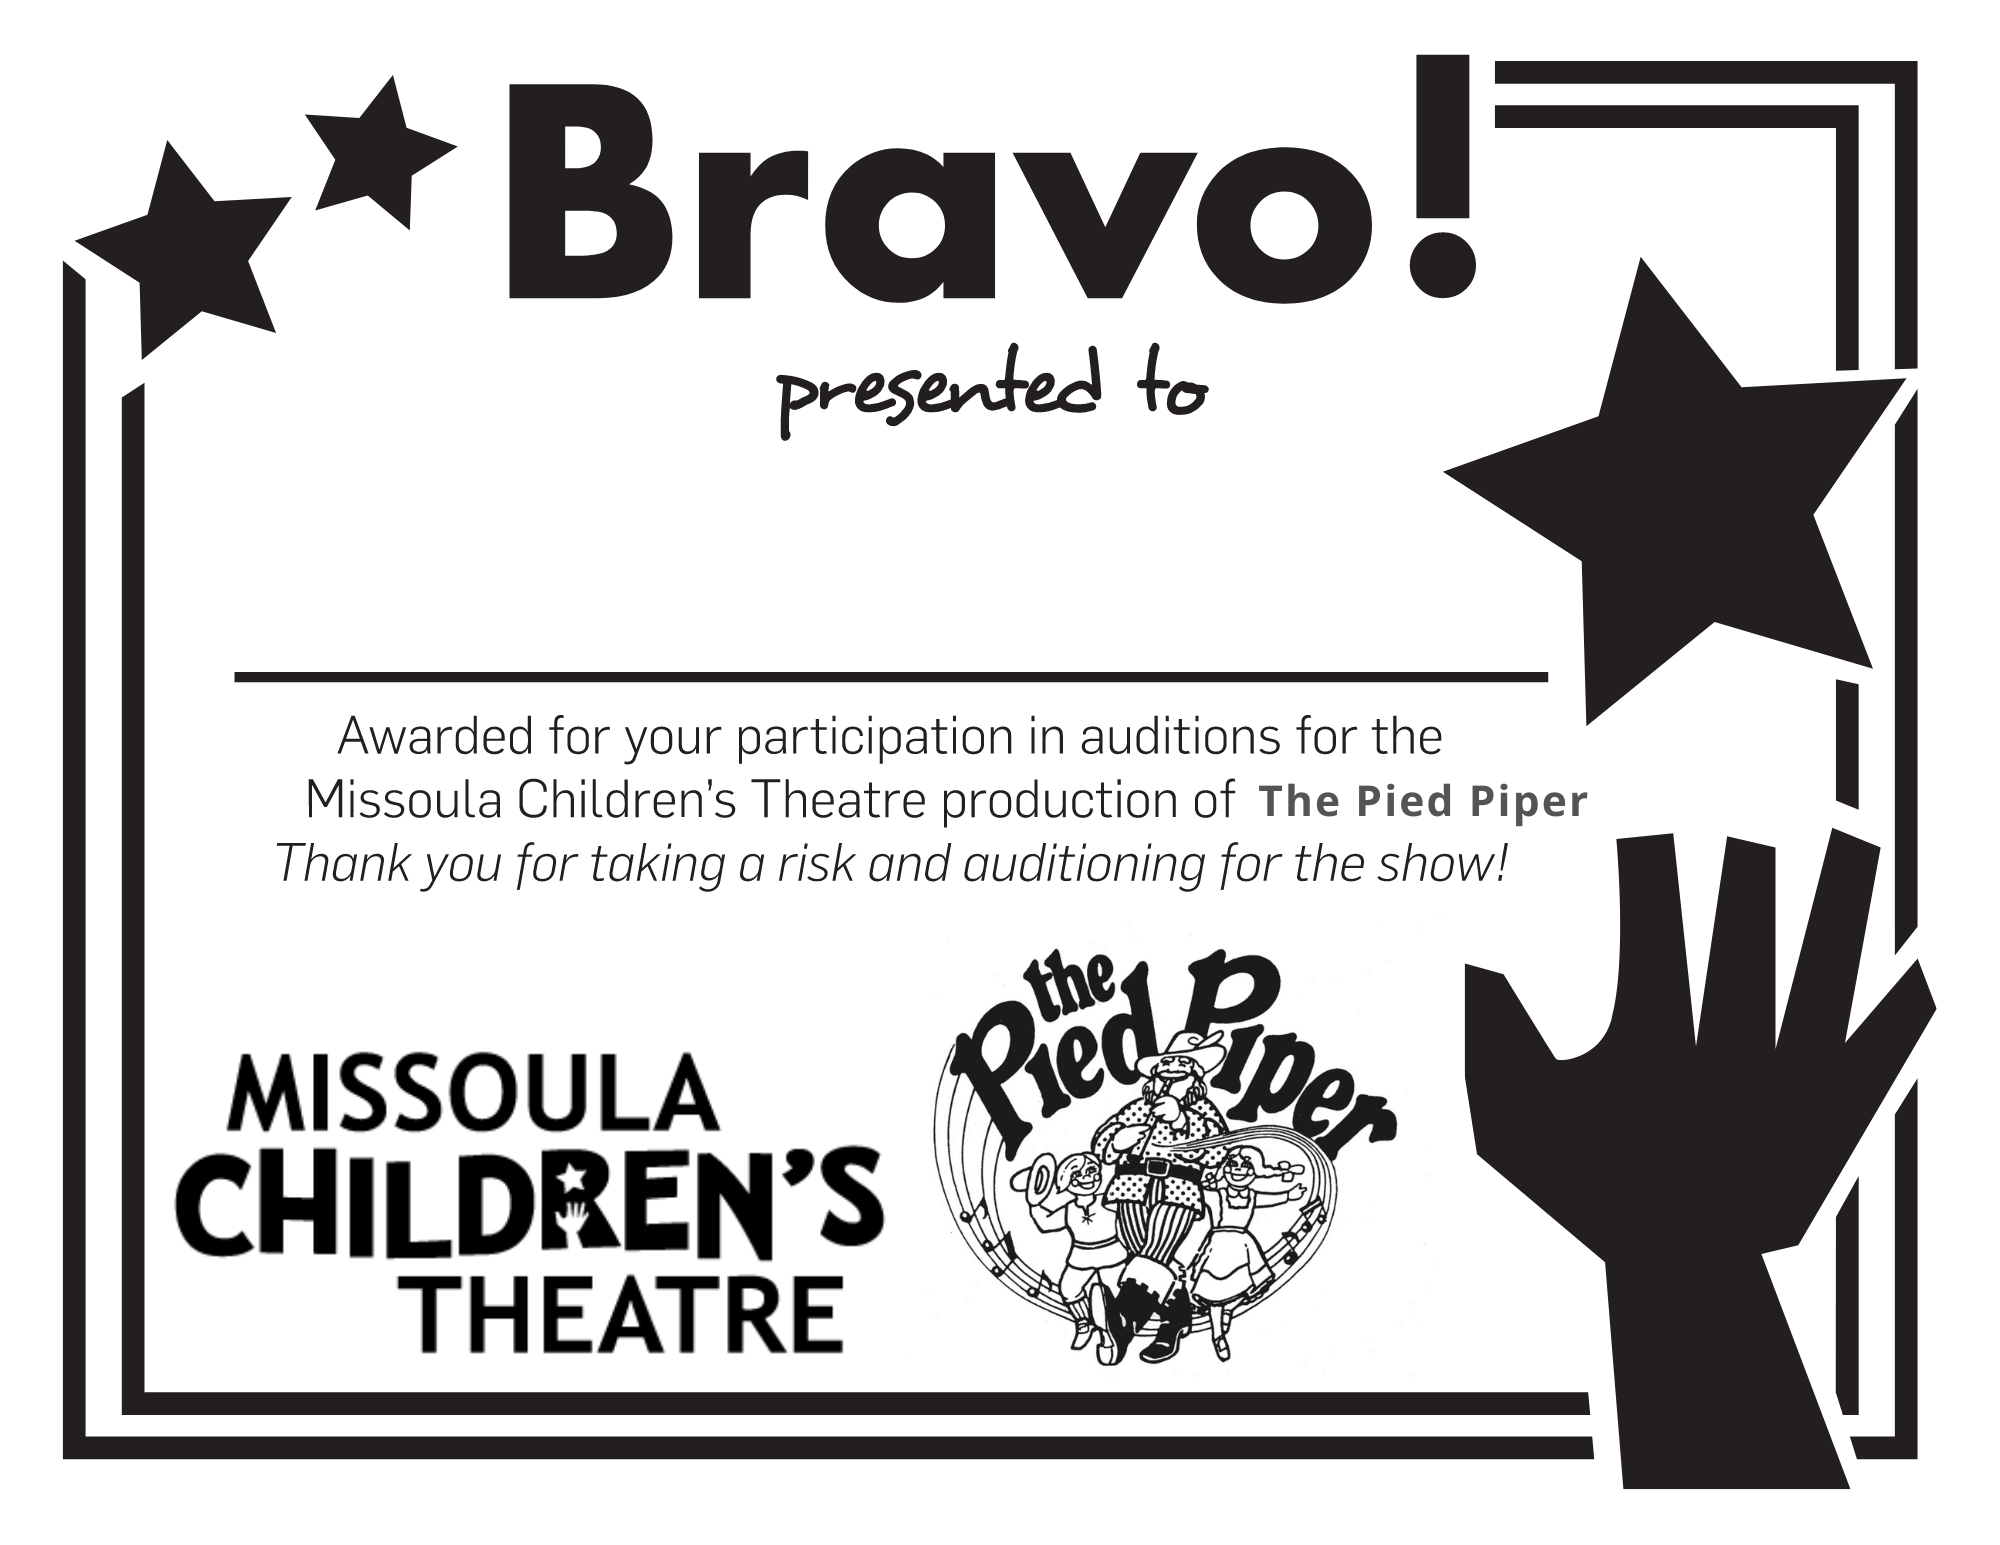 Bravo!
presented to
Awarded for your participation in auditions for the
Missoula Children’s Theatre production of The Pied Piper
Thank you for taking a risk and auditioning for the show!
the
Pied Piper
MISSOULA
CHILDREN’S
THEATRE